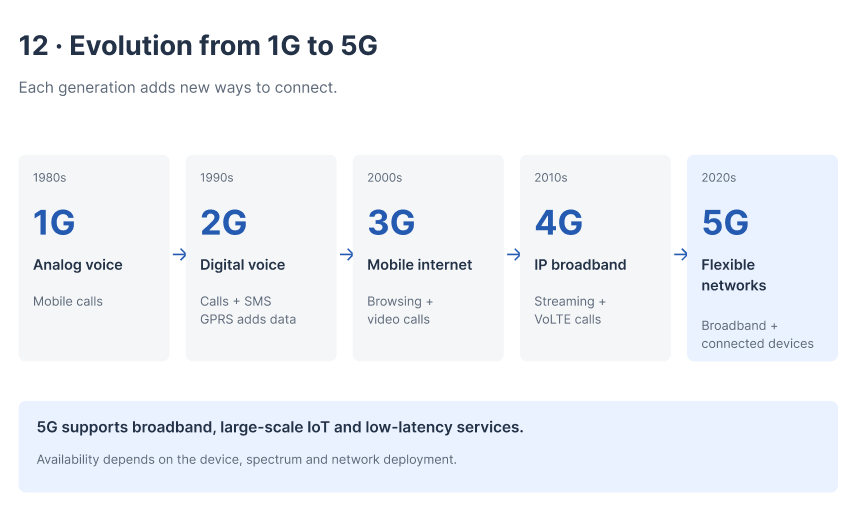 12 · Evolution from 1G to 5G
Each generation adds new ways to connect.
1980s
1G
Analog voice
Mobile calls
→
1990s
2G
Digital voice
Calls + SMS
GPRS adds data
→
2000s
3G
Mobile internet
Browsing +
video calls
→
2010s
4G
IP broadband
Streaming +
VoLTE calls
→
2020s
5G
Flexible
networks
Broadband +
connected devices
5G supports broadband, large-scale IoT and low-latency services.
Availability depends on the device, spectrum and network deployment.